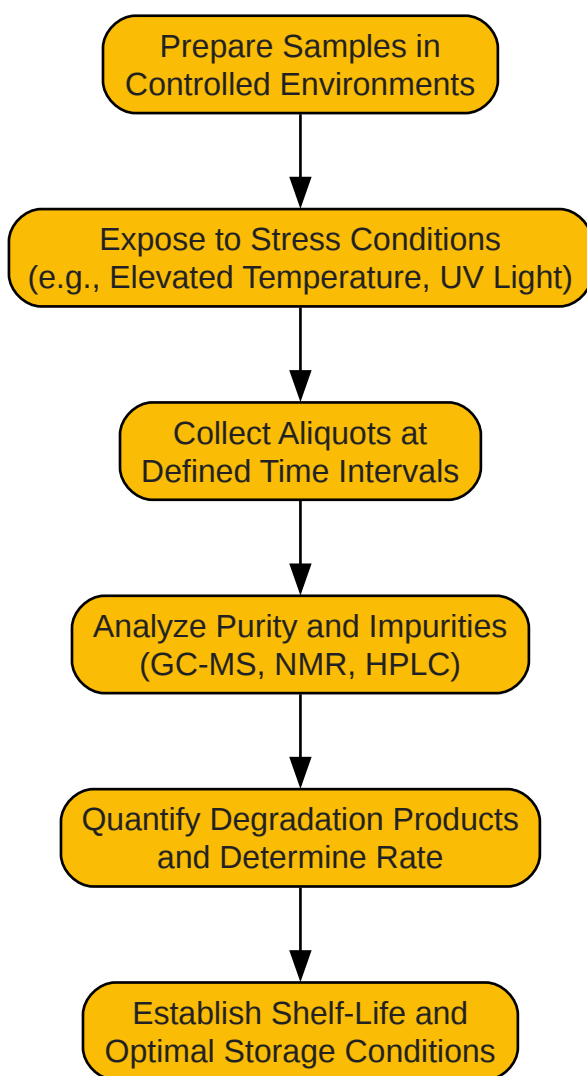 Prepare Samples in
Controlled Environments
Expose to Stress Conditions
(e.g., Elevated Temperature, UV Light)
Collect Aliquots at
Defined Time Intervals
Analyze Purity and Impurities
(GC-MS, NMR, HPLC)
Quantify Degradation Products
and Determine Rate
Establish Shelf-Life and
Optimal Storage Conditions